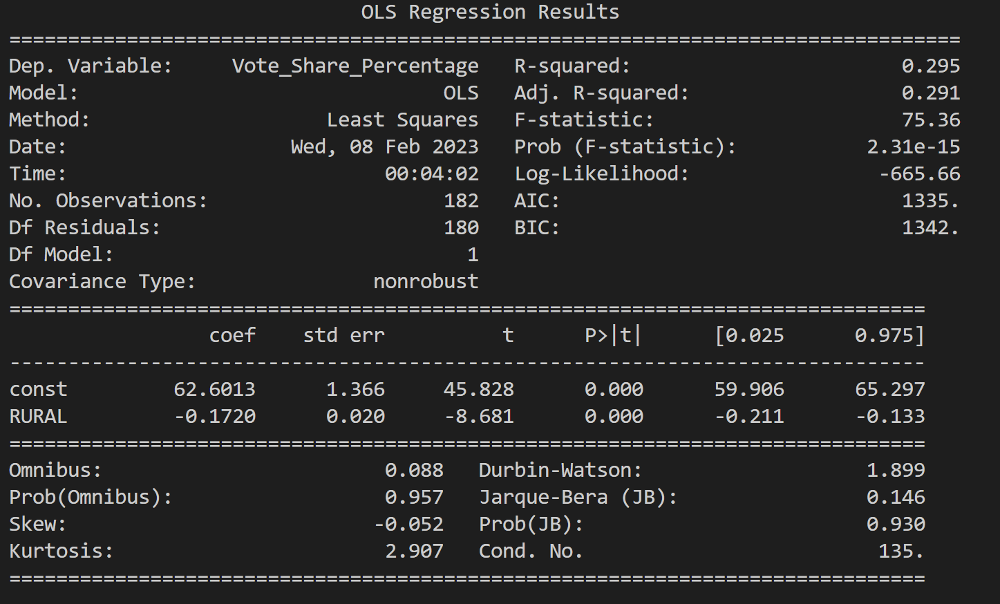 OLS Regression Results
==============================================================================
Dep. Variable:     Vote_Share_Percentage   R-squared:                       0.295
Model:                               OLS   Adj. R-squared:                  0.291
Method:                    Least Squares   F-statistic:                     75.36
Date:                   Wed, 08 Feb 2023   Prob (F-statistic):           2.31e-15
Time:                           00:04:02   Log-Likelihood:                -665.66
No. Observations:                    182   AIC:                             1335.
Df Residuals:                        180   BIC:                             1342.
Df Model:                              1
Covariance Type:               nonrobust
==============================================================================
                 coef    std err          t      P>|t|      [0.025      0.975]
------------------------------------------------------------------------------
const         62.6013      1.366     45.828      0.000      59.906      65.297
RURAL         -0.1720      0.020     -8.681      0.000      -0.211      -0.133
==============================================================================
Omnibus:                        0.088   Durbin-Watson:                   1.899
Prob(Omnibus):                  0.957   Jarque-Bera (JB):                0.146
Skew:                          -0.052   Prob(JB):                        0.930
Kurtosis:                       2.907   Cond. No.                         135.
==============================================================================